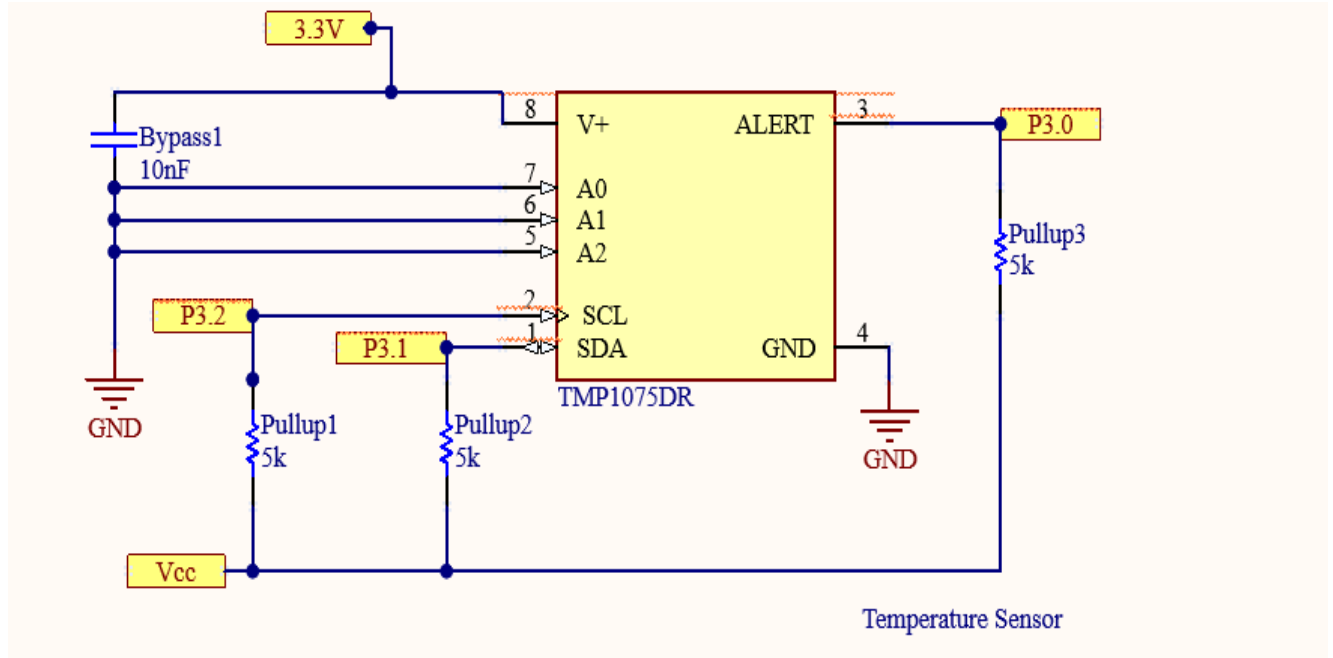 3.3V
8
V+
ALERT
3
P3.0
Bypass1
10nF
7
A0
6
A1
5
A2
Pullup3
5k
P3.2
2
SCL
P3.1
1
SDA
GND
4
TMP1075DR
GND
Pullup1
5k
Pullup2
5k
GND
Vcc
Temperature Sensor